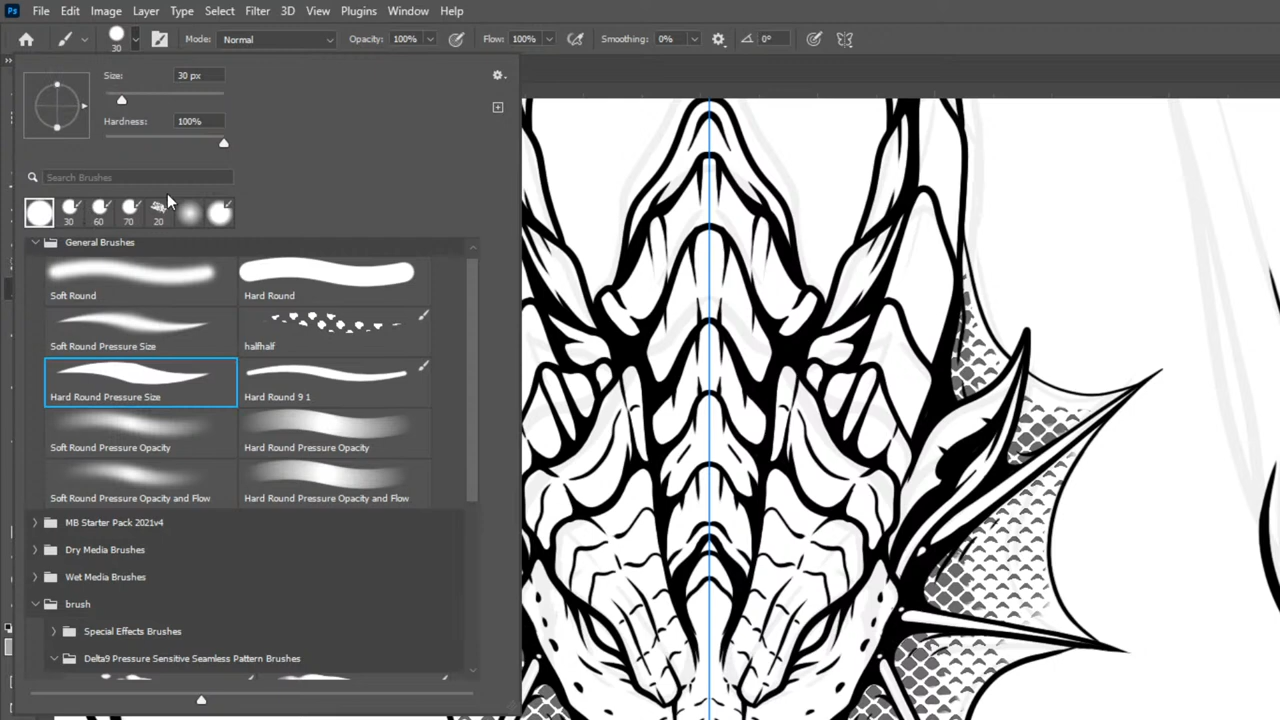 Ps File Edit Image Layer Type Select Filter 3D View Plugins Window Help
30 Mode: Normal Opacity: 100% Flow: 100% Smoothing: 0% 0°
Size: 30 px
Hardness: 100%
Search Brushes
30 60 70 20
General Brushes
Soft Round Hard Round
Soft Round Pressure Size halfhalf
Hard Round Pressure Size Hard Round 9 1
Soft Round Pressure Opacity Hard Round Pressure Opacity
Soft Round Pressure Opacity and Flow Hard Round Pressure Opacity and Flow
MB Starter Pack 2021v4
Dry Media Brushes
Wet Media Brushes
brush
Special Effects Brushes
Delta9 Pressure Sensitive Seamless Pattern Brushes